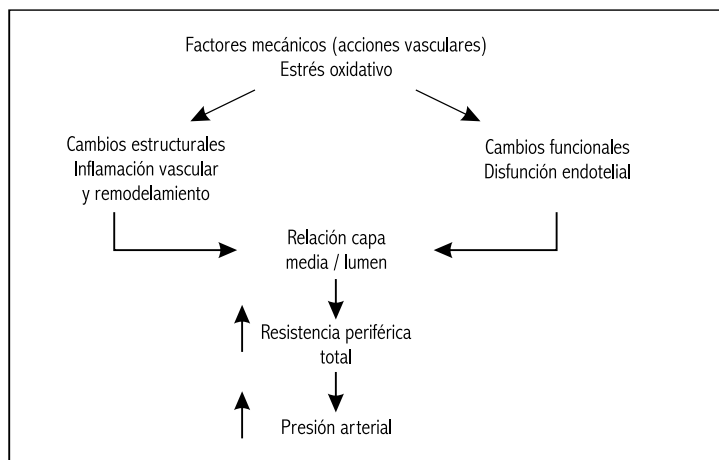 Factores mecánicos (acciones vasculares)
Estrés oxidativo
Cambios estructurales
Inflamación vascular
y remodelamiento
Cambios funcionales
Disfunción endotelial
Relación capa
media / lumen
Resistencia periférica
total
Presión arterial